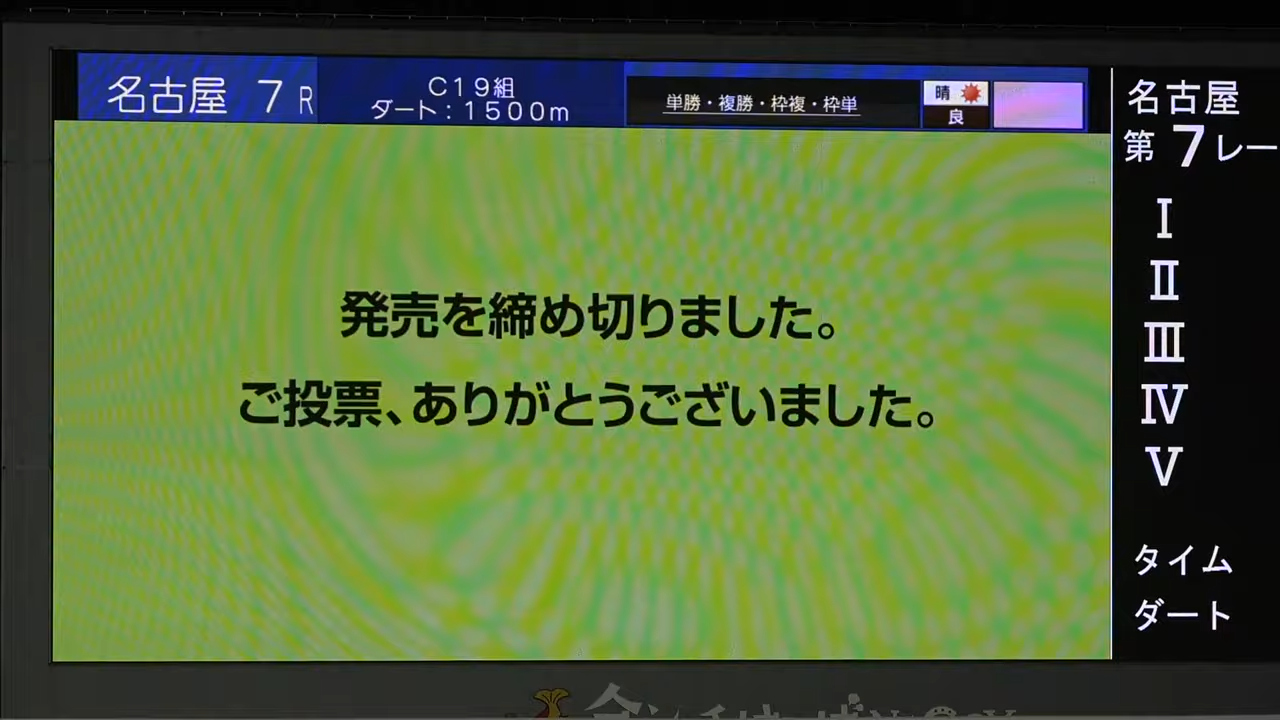 名古屋 7R
C19組
ダート：1500m
単勝・複勝・枠複・枠単
晴
良
発売を締め切りました。
ご投票、ありがとうございました。
名古屋
第7レー
Ⅰ
Ⅱ
Ⅲ
Ⅳ
Ⅴ
タイム
ダート